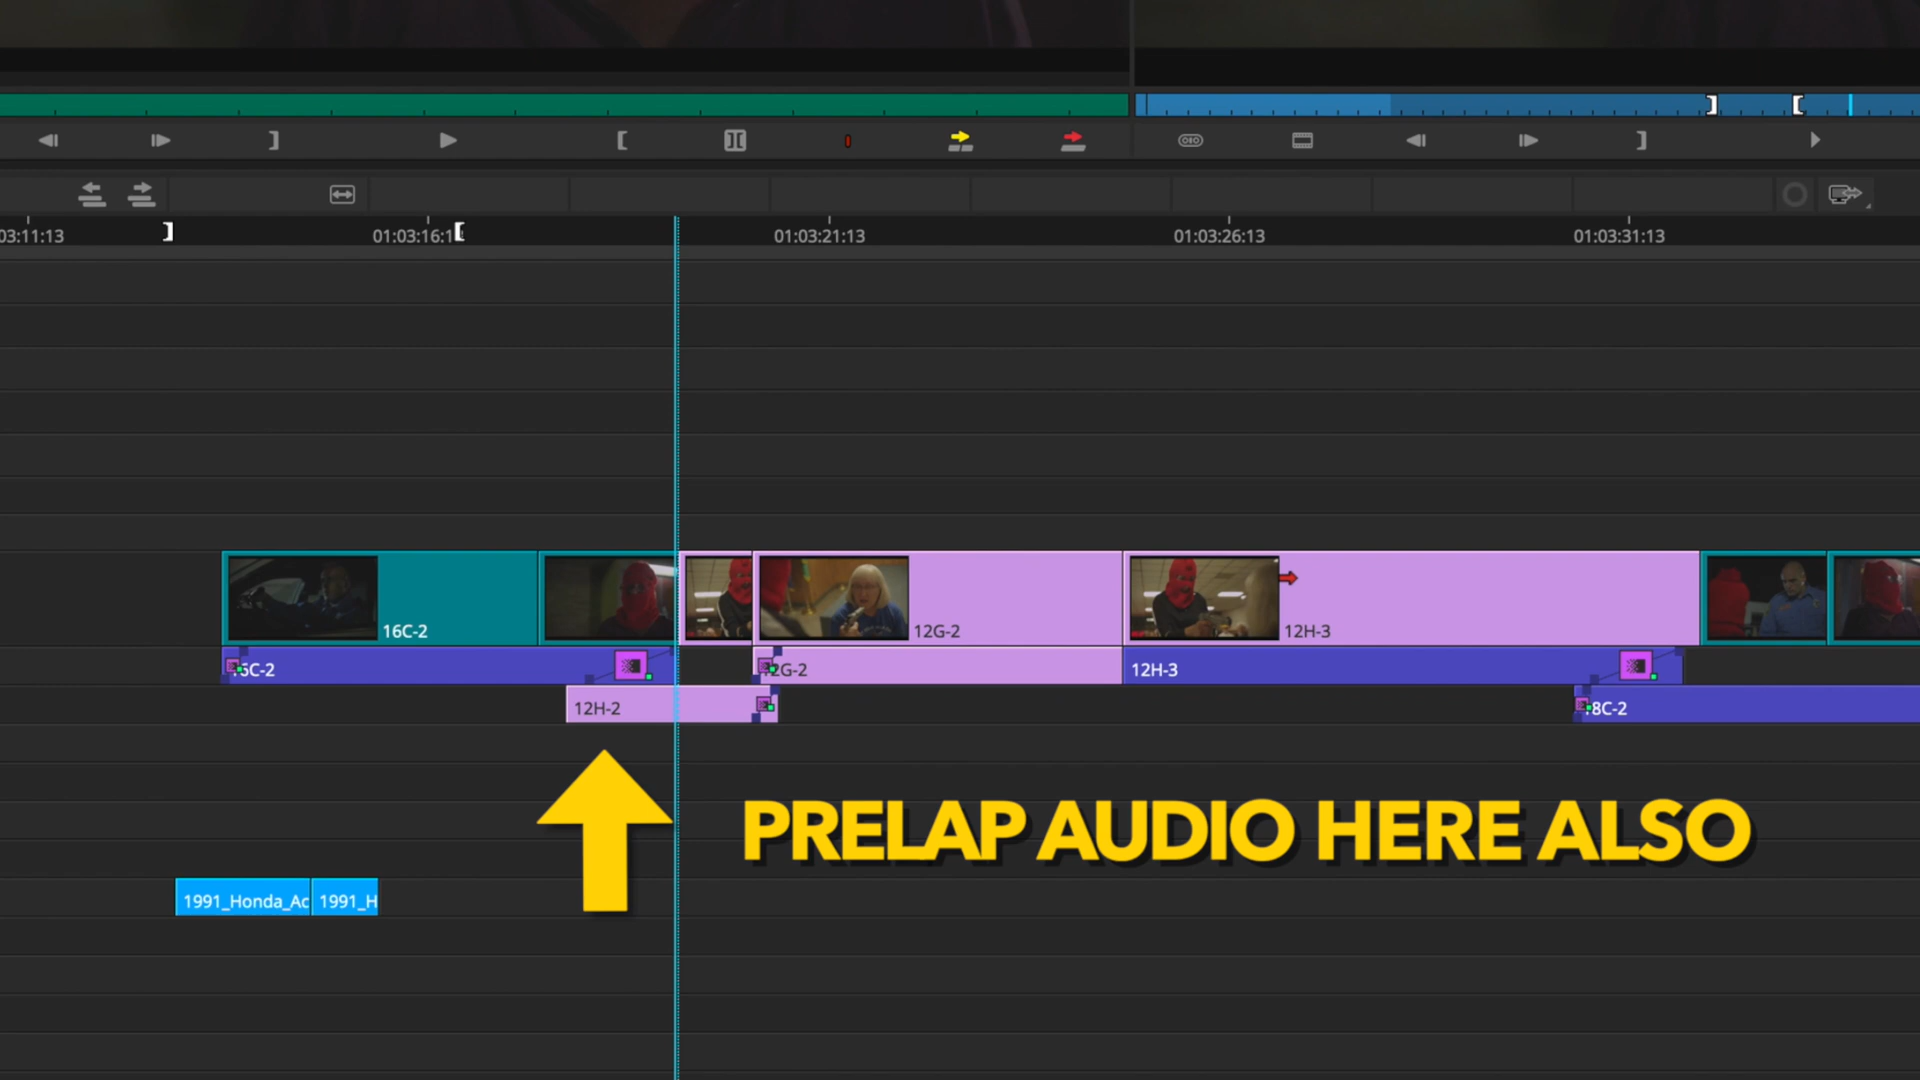 03:11:13
01:03:16:1
01:03:21:13
01:03:26:13
01:03:31:13
16C-2
12G-2
12H-3
6C-2
2G-2
12H-3
12H-2
8C-2
PRELAP AUDIO HERE ALSO
1991_Honda_Ac
1991_H